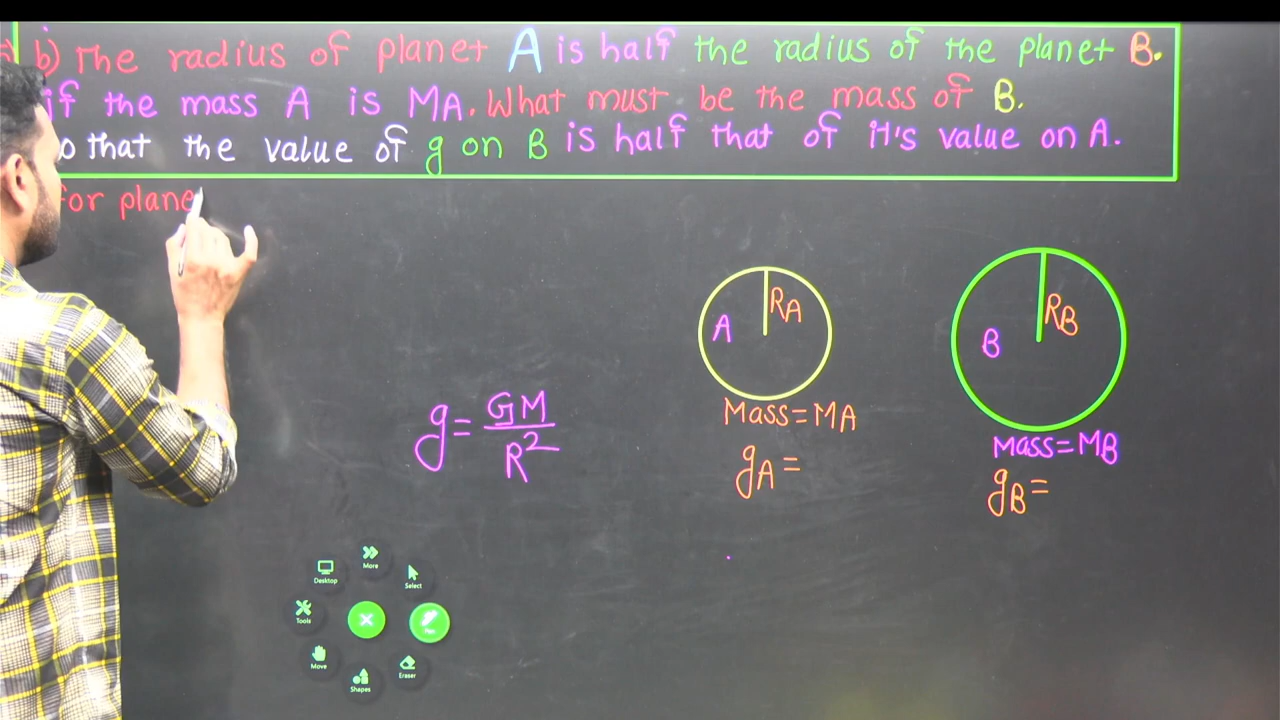 b) The radius of planet A is half the radius of the planet B.
if the mass A is MA. What must be the mass of B.
that the value of g on B is half that of it's value on A.
for plane
RA
A
Mass=MA
gA=
RB
B
Mass=MB
gB=
g=GM/R²
More
Desktop
Select
Tools
Move
Eraser
Shapes